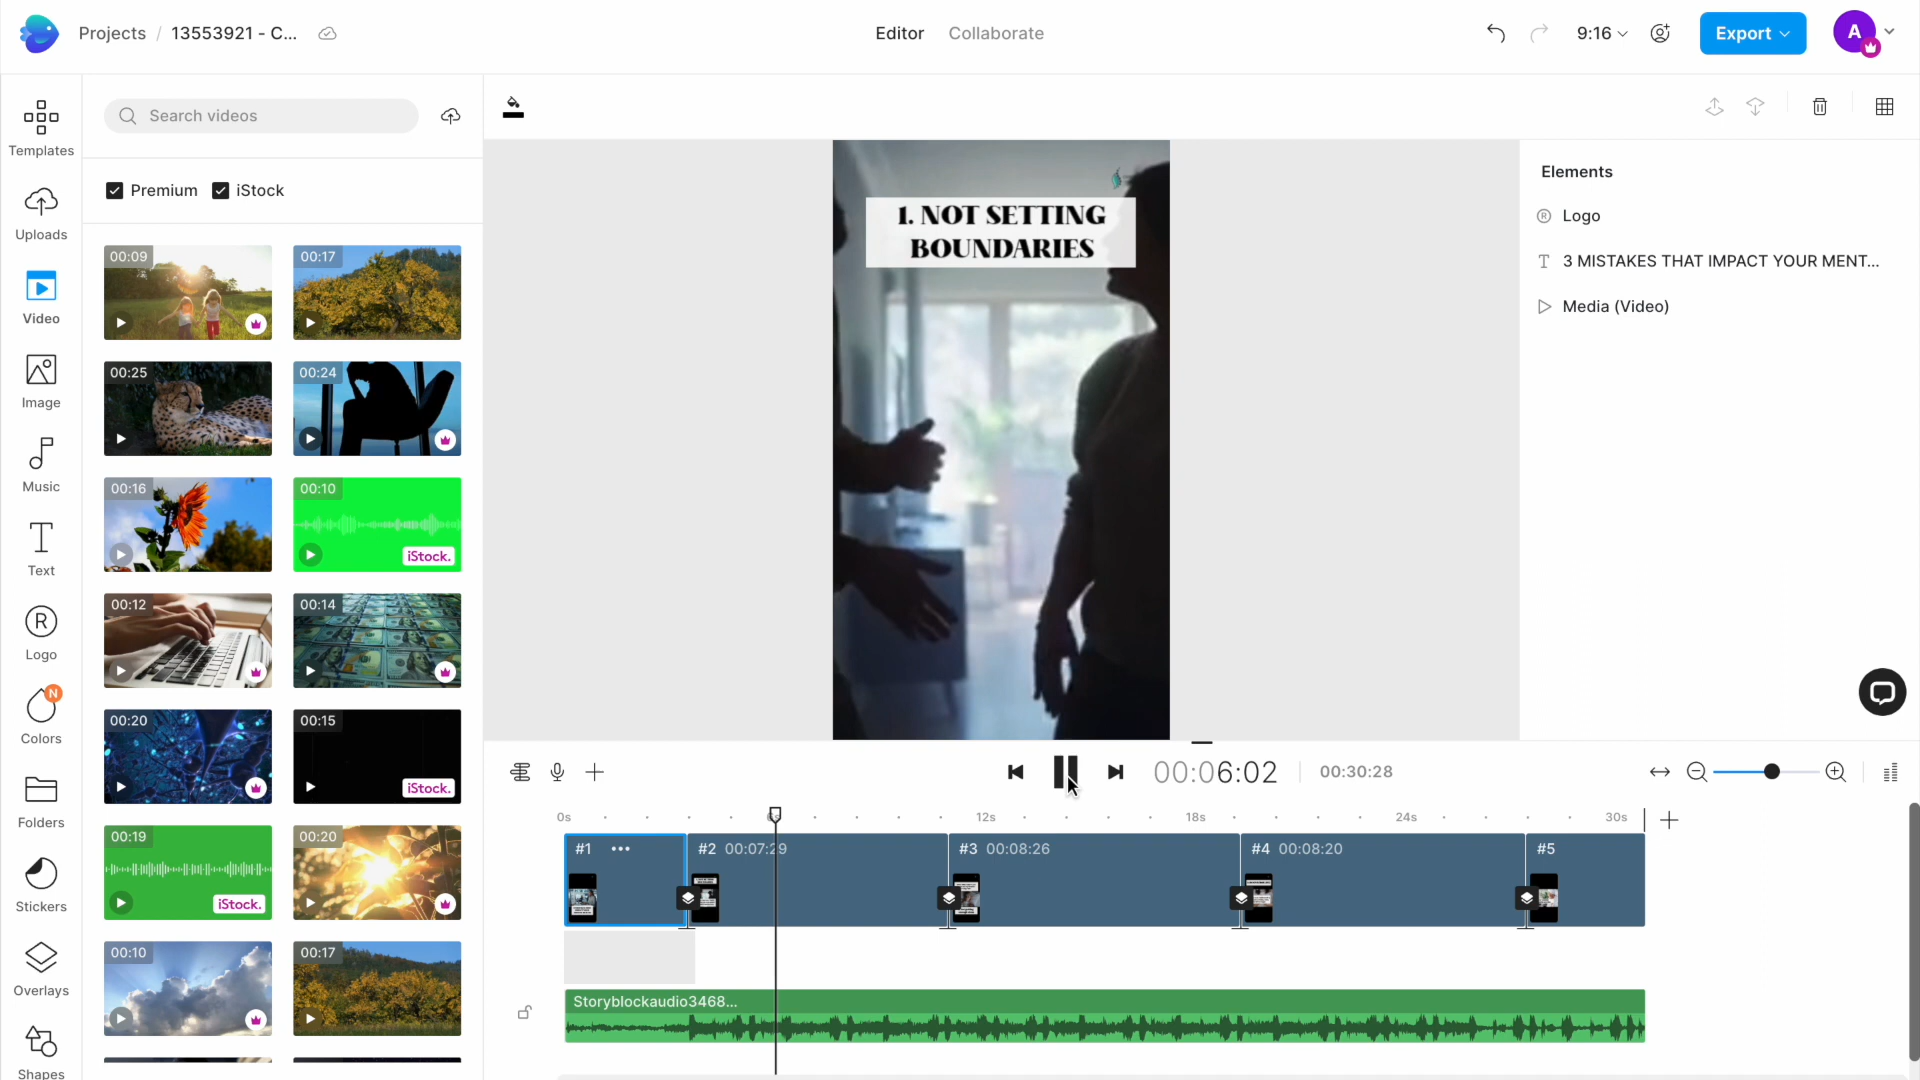 Projects / 13553921 - C...
Editor
Collaborate
9:16
Export
A
Templates
Uploads
Video
Image
Music
Text
R
Logo
N
Colors
Folders
Stickers
Overlays
Shapes
Search videos
Premium
iStock
00:09
00:17
00:25
00:24
00:16
00:10
iStock.
00:12
00:14
00:20
00:15
iStock.
00:19
iStock.
00:20
00:10
00:17
1. NOT SETTING
BOUNDARIES
Elements
R Logo
T 3 MISTAKES THAT IMPACT YOUR MENT...
Media (Video)
00:06:02
00:30:28
0s
6s
12s
18s
24s
30s
#1 •••
#2 00:07:29
#3 00:08:26
#4 00:08:20
#5
Storyblockaudio3468...